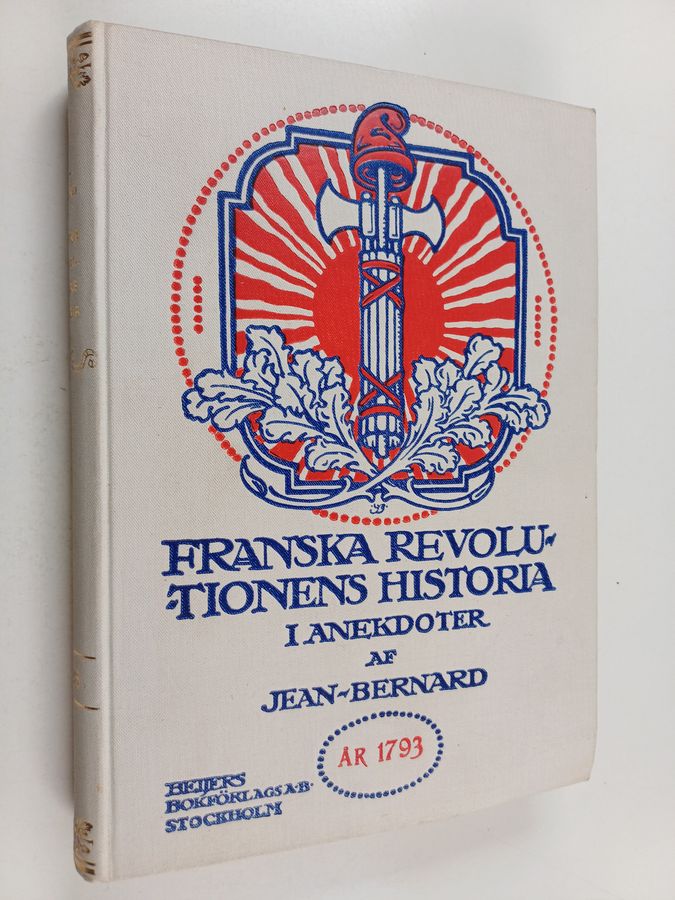 FRANSKA REVOLU-
-TIONENS HISTORIA
I ANEKDOTER
AF
JEAN-BERNARD
ÅR 1793
BEIJERS
BOKFÖRLAGS A.B.
STOCKHOLM